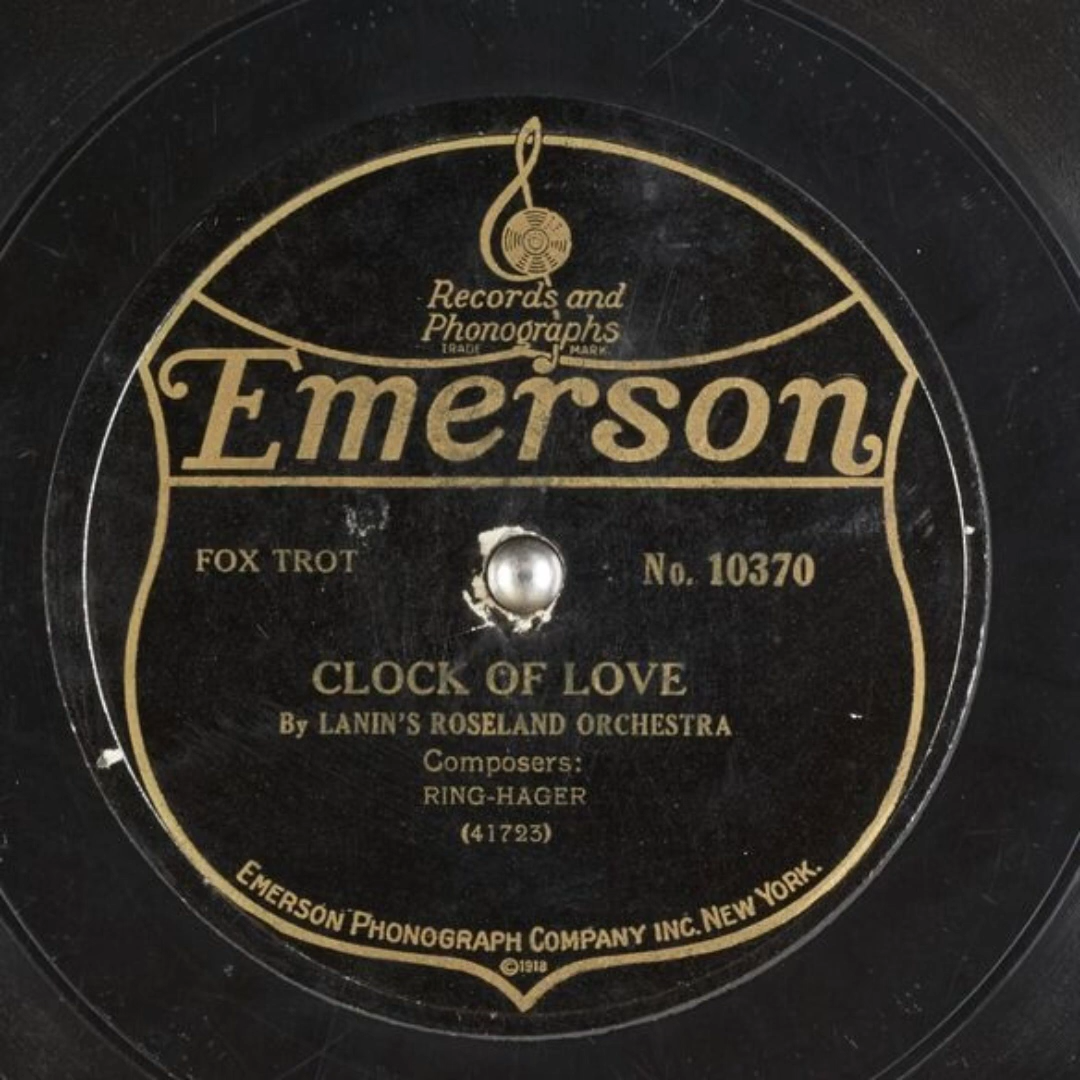 Records and
Phonographs
TRADE MARK
Emerson
FOX TROT
No. 10370
CLOCK OF LOVE
By LANIN'S ROSELAND ORCHESTRA
Composers:
RING-HAGER
(41723)
EMERSON PHONOGRAPH COMPANY INC. NEW YORK.
©1918